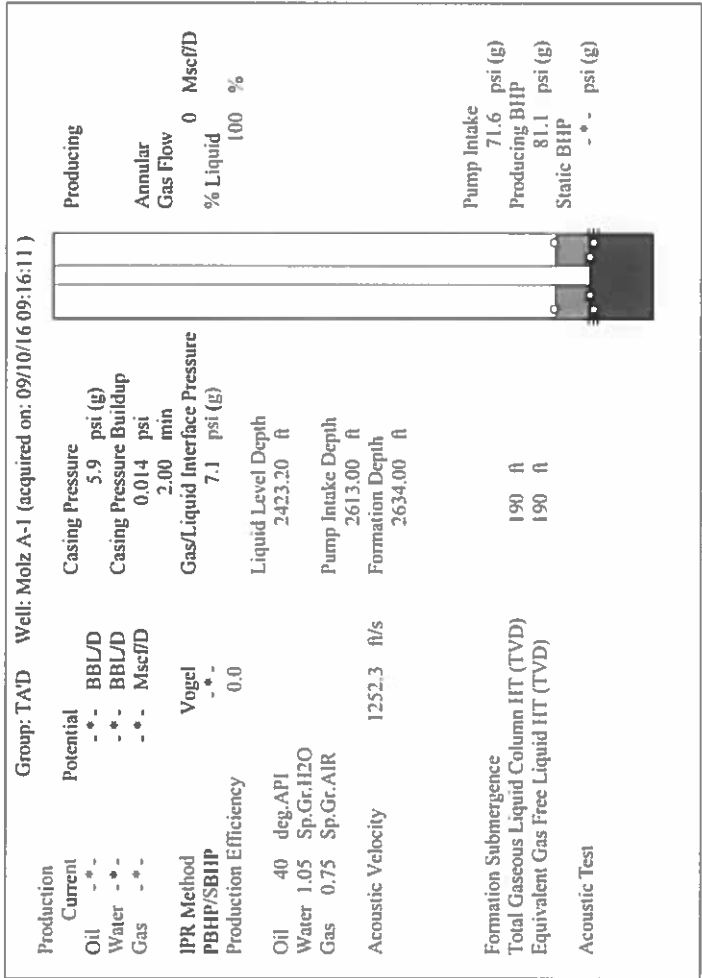 Group: TA'D Well: Molz A-1 (acquired on: 09/10/16 09:16:11 )
Production
Current Potential
Oil - * - - * - BBL/D
Water - * - - * - BBL/D
Gas - * - - * - Mscf/D
IPR Method Vogel
PBHP/SBHP - * -
Production Efficiency 0.0
Oil 40 deg.API
Water 1.05 Sp.Gr.H2O
Gas 0.75 Sp.Gr.AIR
Acoustic Velocity 1252.3 ft/s
Formation Submergence
Total Gaseous Liquid Column HT (TVD) 190 ft
Equivalent Gas Free Liquid HT (TVD) 190 ft
Acoustic Test
Casing Pressure
5.9 psi (g)
Casing Pressure Buildup
0.014 psi
2.00 min
Gas/Liquid Interface Pressure
7.1 psi (g)
Liquid Level Depth
2423.20 ft
Pump Intake Depth
2613.00 ft
Formation Depth
2634.00 ft
Producing
Annular
Gas Flow
0 Mscf/D
% Liquid
100 %
Pump Intake
71.6 psi (g)
Producing BHP
81.1 psi (g)
Static BHP
- * - psi (g)